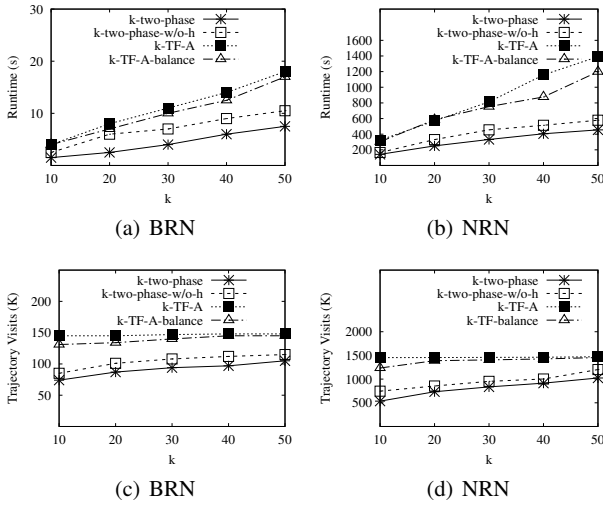 k-two-phase
k-two-phase-w/o-h
k-TF-A
k-TF-A-balance
Runtime (s)
30
20
10
10 20 30 40 50
k
(a) BRN
k-two-phase
k-two-phase-w/o-h
k-TF-A
k-TF-A-balance
Runtime (s)
1600
1400
1200
1000
800
600
400
200
10 20 30 40 50
k
(b) NRN
k-two-phase
k-two-phase-w/o-h
k-TF-A
k-TF-A-balance
Trajectory Visits (K)
200
150
100
50
10 20 30 40 50
k
(c) BRN
k-two-phase
k-two-phase-w/o-h
k-TF-A
k-TF-balance
Trajectory Visits (K)
2000
1500
1000
500
10 20 30 40 50
k
(d) NRN